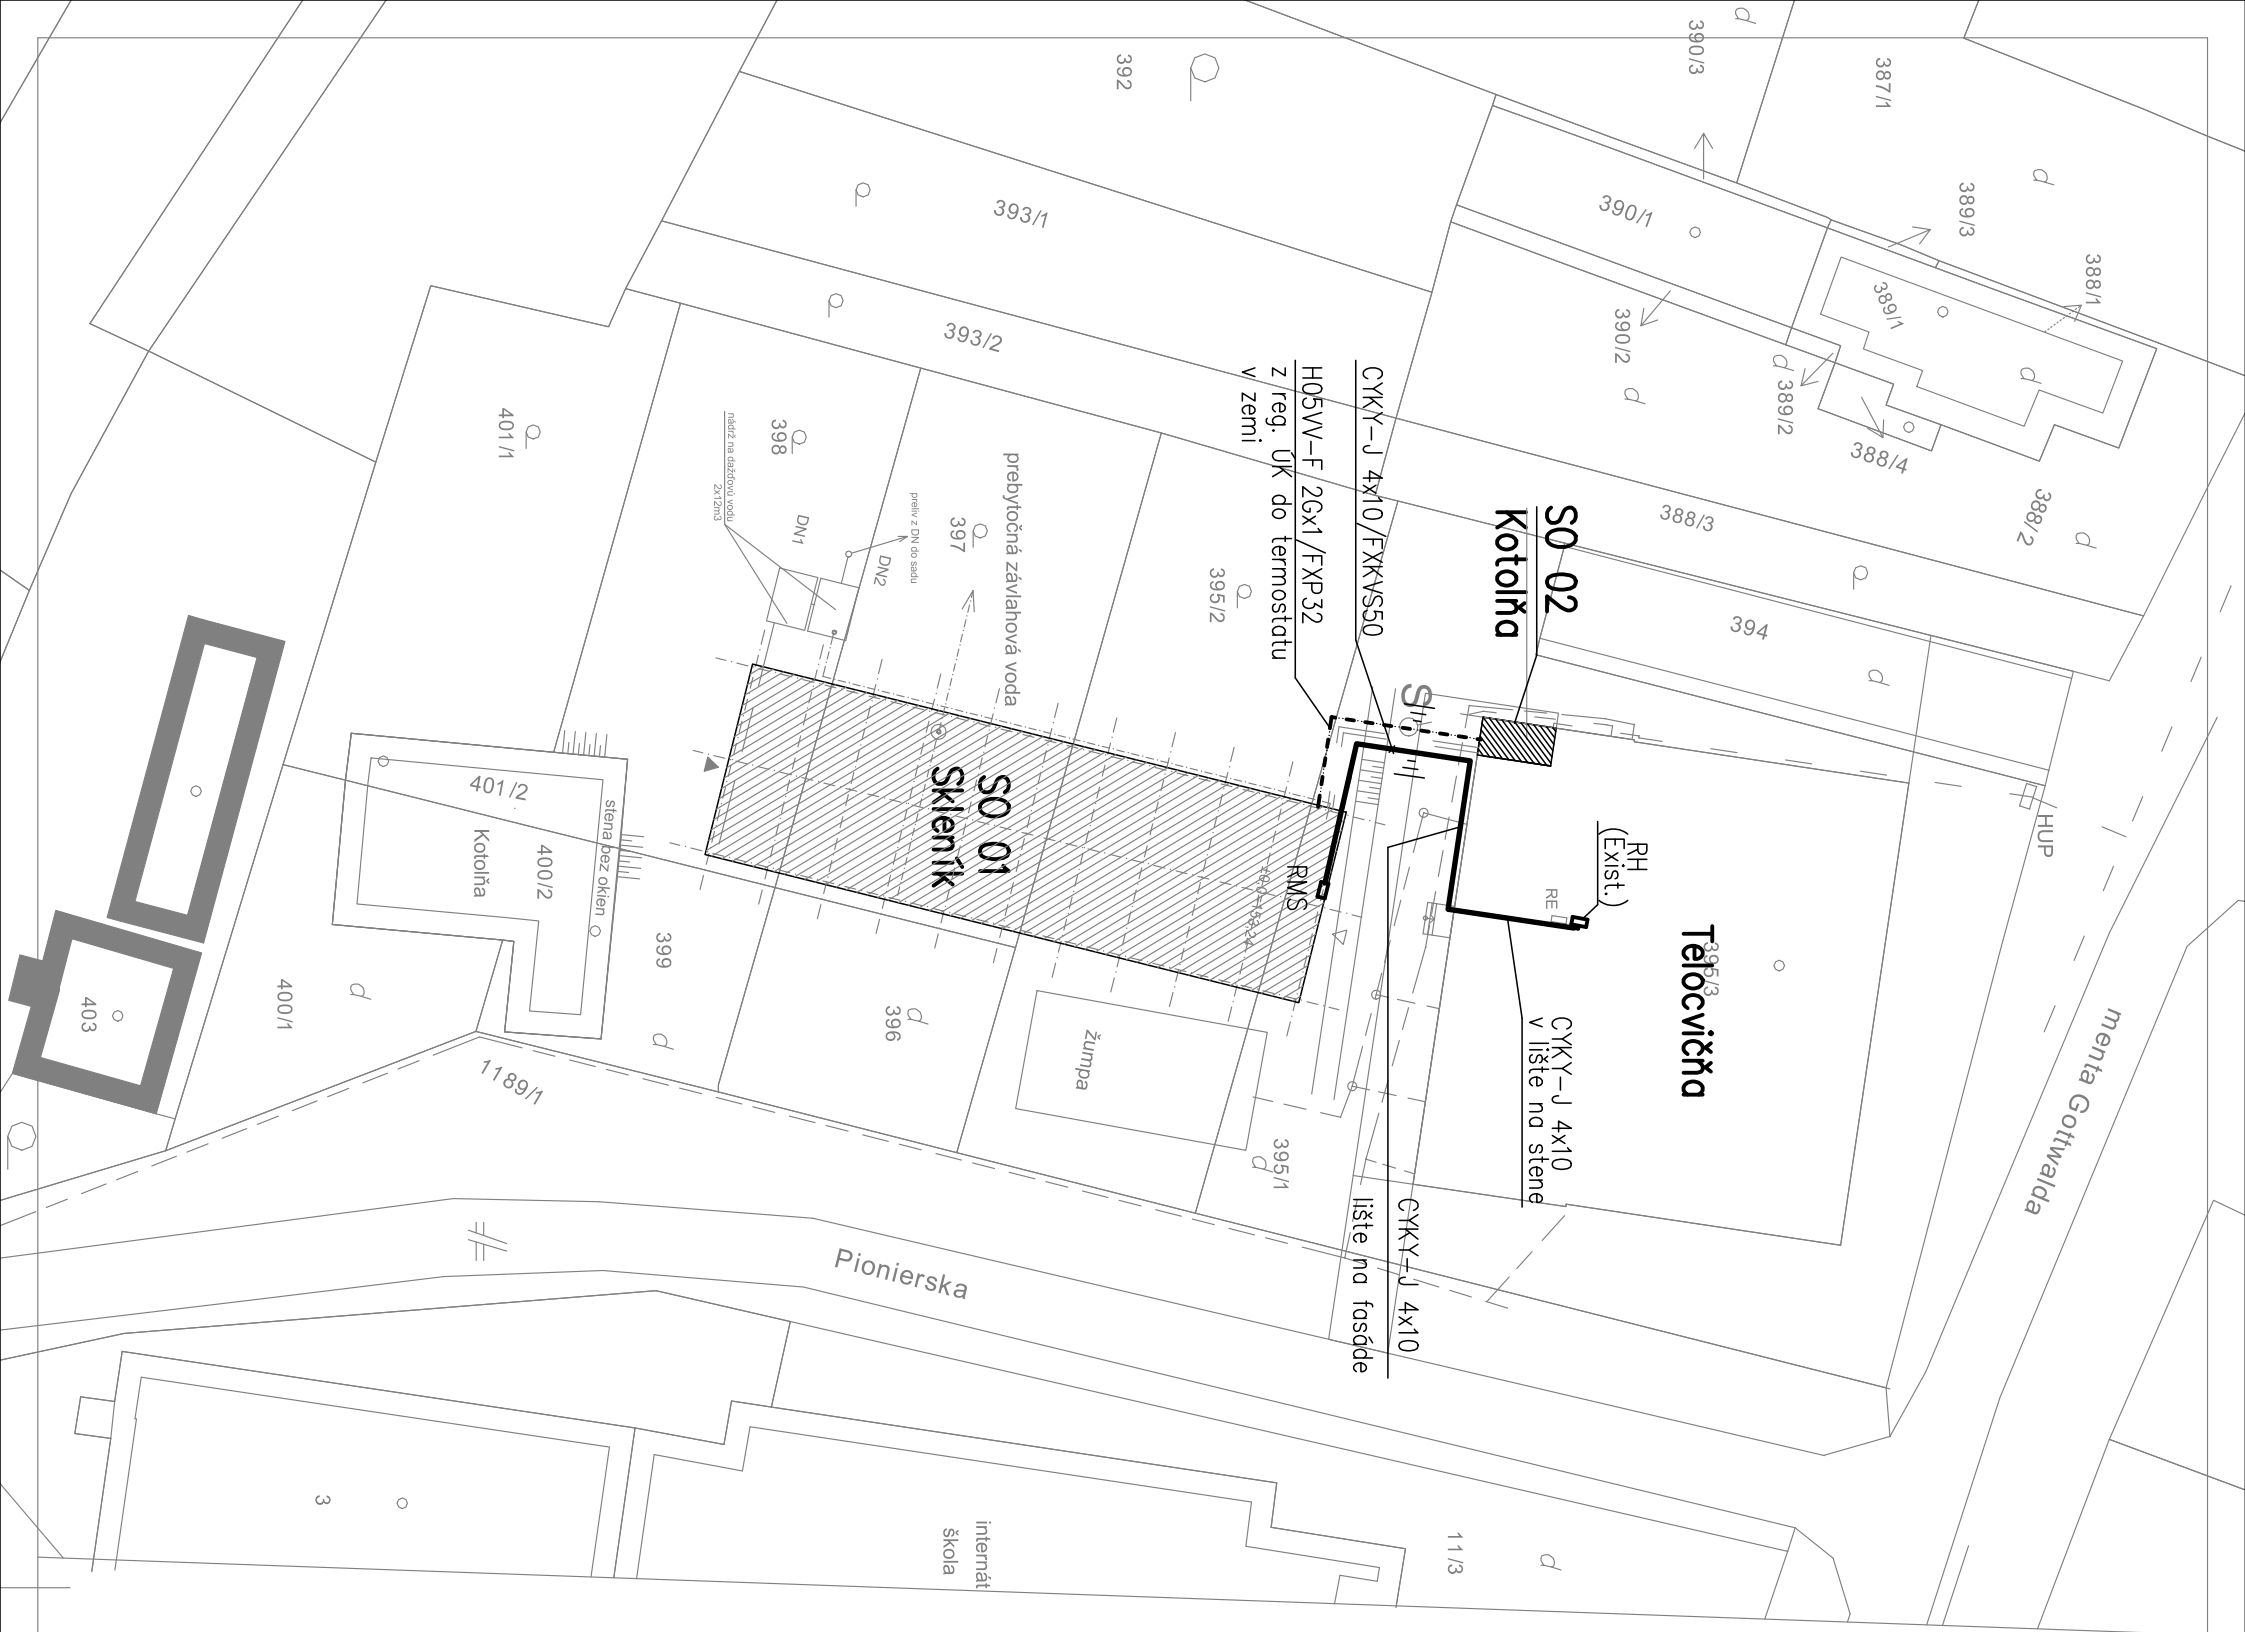 392
390/3
387/1
d
d
389/3
388/1
393/1
390/1
389/1
d
393/2
390/2
d
d
389/2
388/4
388/2
d
388/3
401/1
398
nádrž na dažďovú vodu
2x12m3
DN1
DN2
preliv z DN do sadu
397
prebytočná závlahová voda
395/2
CYKY-J 4x10/FXKVS50
H05VV-F 2Gx1/FXP32
z reg. ÚK do termostatu
v zemi
SO 02
Kotolňa
394
d
S
HUP
RH
(Exist.)
RE
RMS
SO 01
Skleník
Telocvičňa
395/3
CYKY-J 4x10
v lište na stene
CYKY-J 4x10
lište na fasáde
401/2
400/2
Kotolňa
stena bez okien
399
d
396
d
žumpa
395/1
d
400/1
d
403
1189/1
menta Gottwalda
Pionierska
3
internát
škola
11/3
d